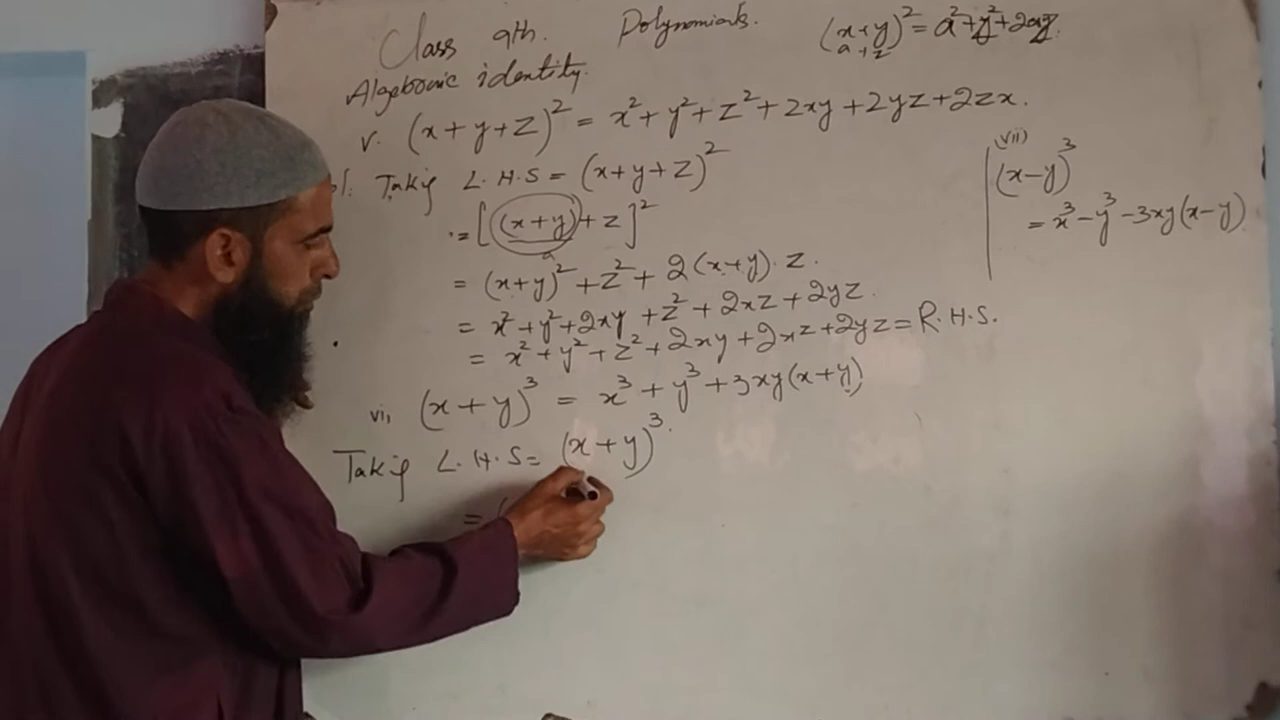 Class 9th. Polynomials.
(x+y)² = a²+y²+2ay
a+z
Algebraic identity.
V. (x+y+z)² = x²+y²+z²+2xy+2yz+2zx.
Sol: Taking L.H.S = (x+y+z)²
= [(x+y)+z]²
a
= (x+y)²+z²+2(x+y).z.
= x²+y²+2xy+z²+2xz+2yz.
= x²+y²+z²+2xy+2xz+2yz = R.H.S.
vi, (x+y)³ = x³+y³+3xy(x+y)
Taking L.H.S = (x+y)³.
= (
(vii)
(x-y)³
= x³-y³-3xy(x-y)